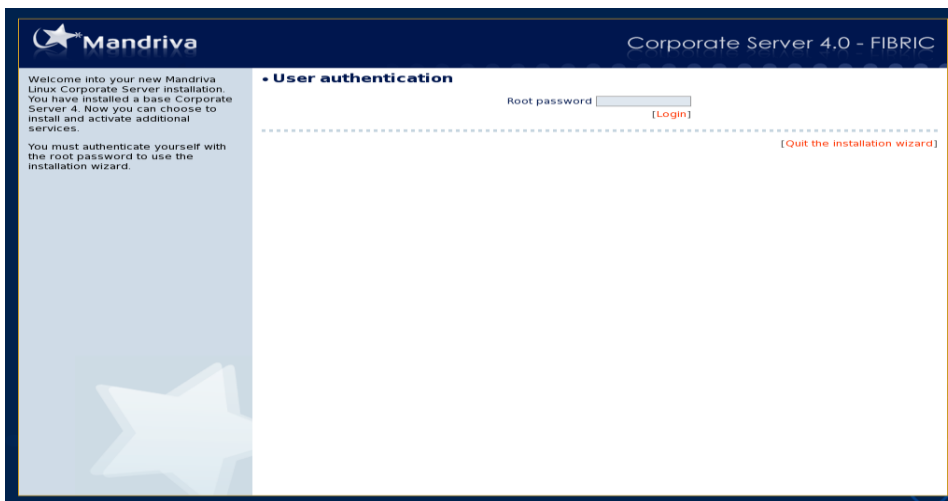 Mandriva
Corporate Server 4.0 - FIBRIC
Welcome into your new Mandriva
Linux Corporate Server installation.
You have installed a base Corporate
Server 4. Now you can choose to
install and activate additional
services.
You must authenticate yourself with
the root password to use the
installation wizard.
• User authentication
Root password
[Login]
[Quit the installation wizard]